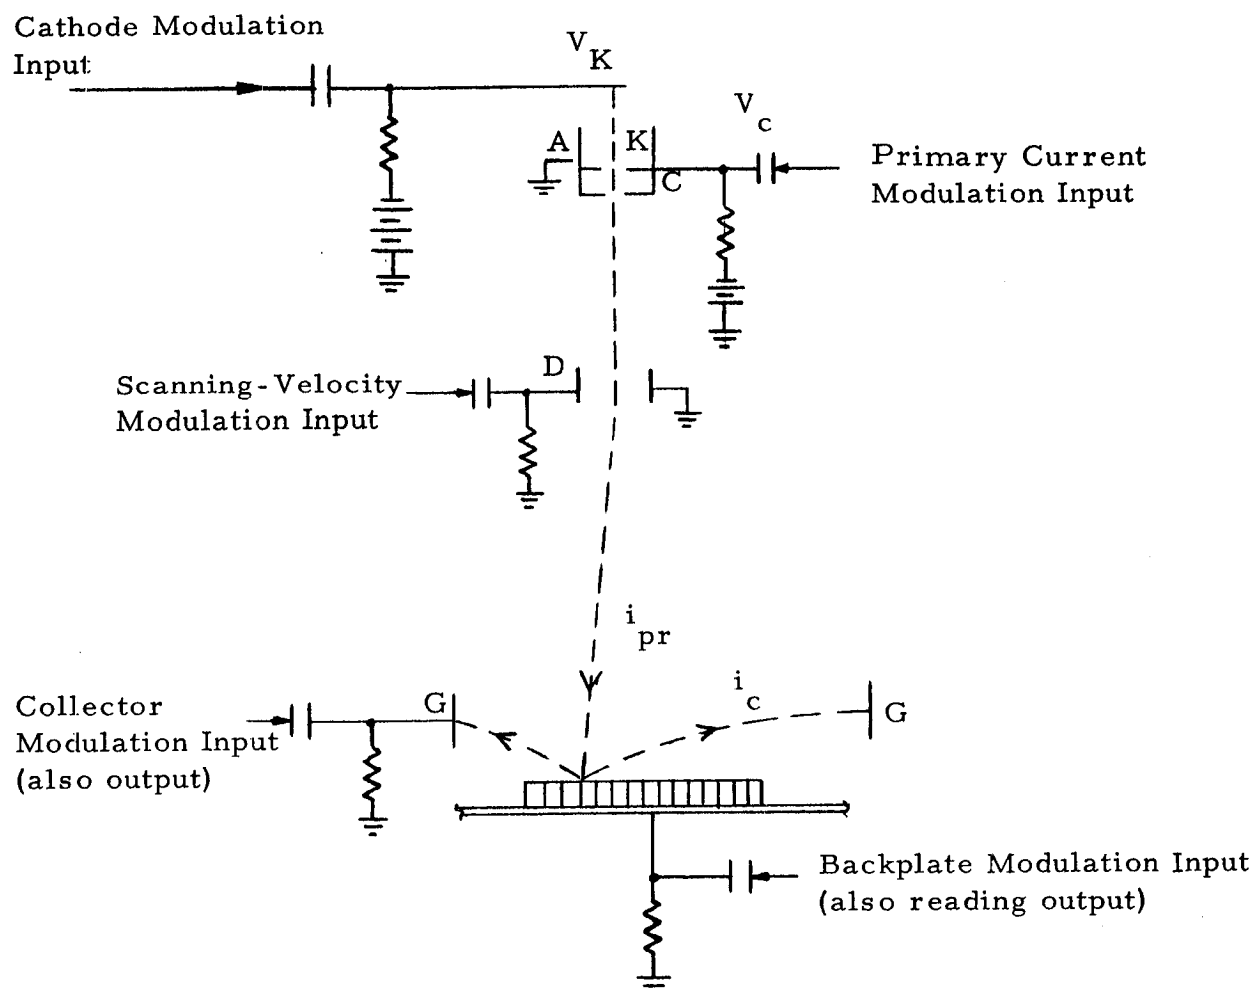 Cathode Modulation
Input
V
K
A
K
C
V
c
Primary Current
Modulation Input
Scanning-Velocity
Modulation Input
D
i
pr
Collector
Modulation Input
(also output)
G
i
c
G
Backplate Modulation Input
(also reading output)